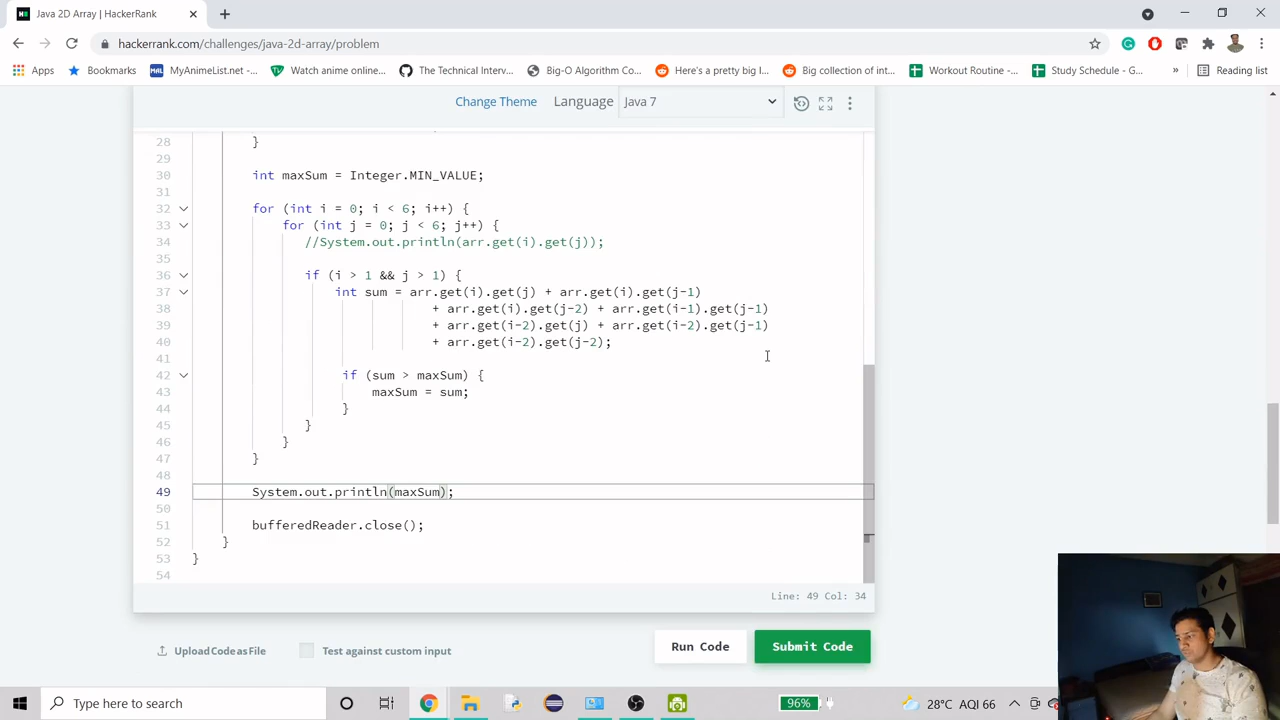 Java 2D Array | HackerRank
hackerrank.com/challenges/java-2d-array/problem
Apps Bookmarks MyAnimeList.net -... Watch anime online... The Technical Interv... Big-O Algorithm Co... Here's a pretty big l... Big collection of int... Workout Routine -... Study Schedule - G... » Reading list
Change Theme Language Java 7
28 }
29
30 int maxSum = Integer.MIN_VALUE;
31
32 for (int i = 0; i < 6; i++) {
33 for (int j = 0; j < 6; j++) {
34 //System.out.println(arr.get(i).get(j));
35
36 if (i > 1 && j > 1) {
37 int sum = arr.get(i).get(j) + arr.get(i).get(j-1)
38 + arr.get(i).get(j-2) + arr.get(i-1).get(j-1)
39 + arr.get(i-2).get(j) + arr.get(i-2).get(j-1)
40 + arr.get(i-2).get(j-2);
41
42 if (sum > maxSum) {
43 maxSum = sum;
44 }
45 }
46 }
47 }
48
49 System.out.println(maxSum);
50
51 bufferedReader.close();
52 }
53 }
54
Line: 49 Col: 34
Upload Code as File Test against custom input Run Code Submit Code
Type here to search 96% 28°C AQI 66